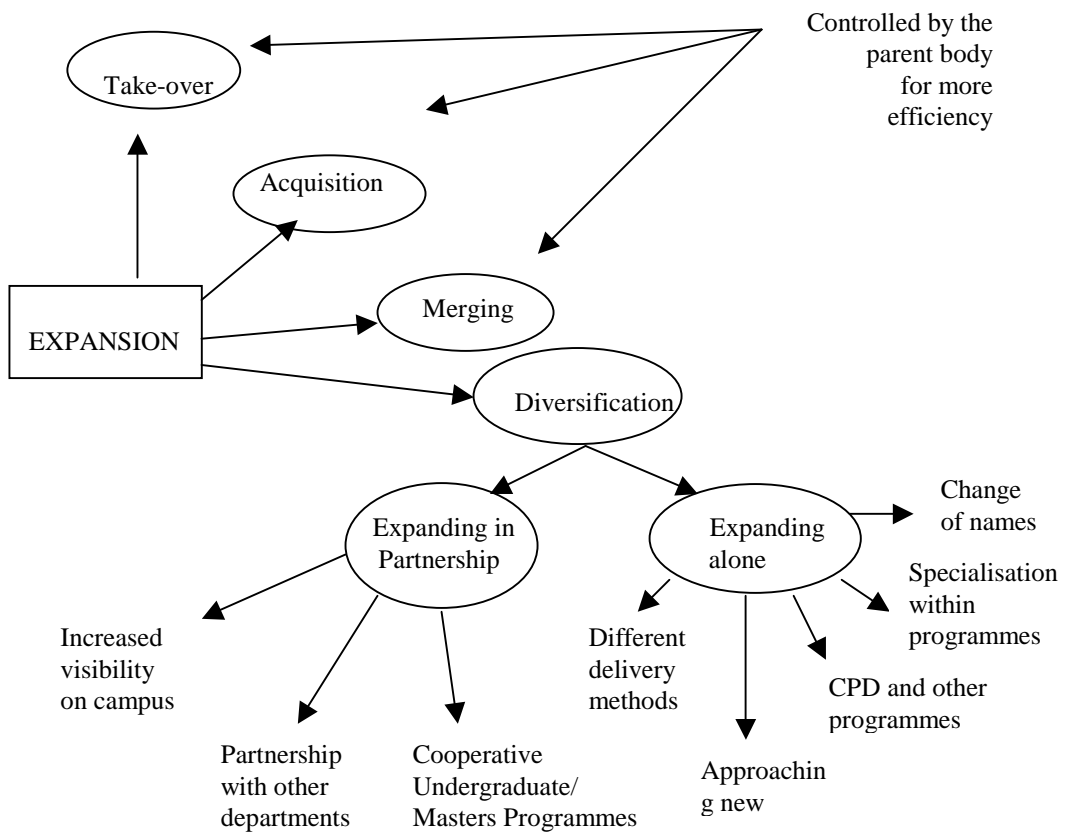 Controlled by the
parent body
for more
efficiency
Take-over
Acquisition
Merging
EXPANSION
Diversification
Expanding in
Partnership
Expanding
alone
Change
of names
Specialisation
within
programmes
Increased
visibility
on campus
Different
delivery
methods
CPD and other
programmes
Partnership
with other
departments
Cooperative
Undergraduate/
Masters Programmes
Approachin
g new